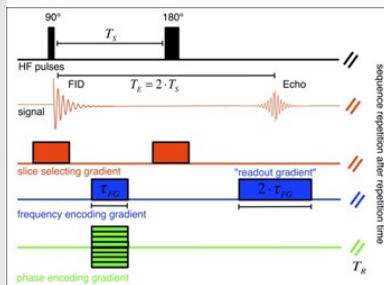 90° 180°
T_S
HF pulses
FID T_E = 2 · T_S Echo
signal
slice selecting gradient "readout gradient"
τ_FG 2 · τ_FG
frequency encoding gradient
phase encoding gradient
T_R
sequence repetition after repetition time